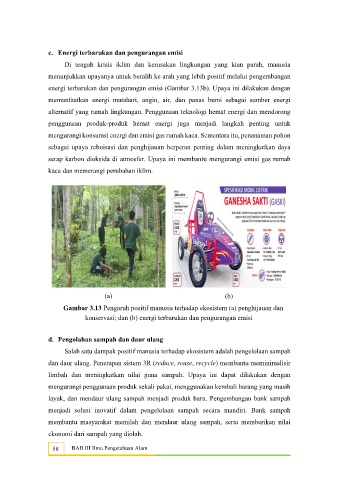 c. Energi terbarukan dan pengurangan emisi
Di tengah krisis iklim dan kerusakan lingkungan yang kian parah, manusia
menunjukkan upayanya untuk beralih ke arah yang lebih positif melalui pengembangan
energi terbarukan dan pengurangan emisi (Gambar 3.13b). Upaya ini dilakukan dengan
memanfaatkan energi matahari, angin, air, dan panas bumi sebagai sumber energi
alternatif yang ramah lingkungan. Penggunaan teknologi hemat energi dan mendorong
penggunaan produk-produk hemat energi juga menjadi langkah penting untuk
mengurangi konsumsi energi dan emisi gas rumah kaca. Sementara itu, penanaman pohon
sebagai upaya reboisasi dan penghijauan berperan penting dalam meningkatkan daya
serap karbon dioksida di atmosfer. Upaya ini membantu mengurangi emisi gas rumah
kaca dan memerangi perubahan iklim.
SPESIFIKASI MOBIL LISTRIK
GANESHA SAKTI (GASKI)
(a) (b)
Gambar 3.13 Pengaruh positif manusia terhadap ekosistem (a) penghijauan dan
konservasi; dan (b) energi terbarukan dan pengurangan emisi
d. Pengolahan sampah dan daur ulang
Salah satu dampak positif manusia terhadap ekosistem adalah pengelolaan sampah
dan daur ulang. Penerapan sistem 3R (reduce, reuse, recycle) membantu meminimalisir
limbah dan meningkatkan nilai guna sampah. Upaya ini dapat dilakukan dengan
mengurangi penggunaan produk sekali pakai, menggunakan kembali barang yang masih
layak, dan mendaur ulang sampah menjadi produk baru. Pengembangan bank sampah
menjadi solusi inovatif dalam pengelolaan sampah secara mandiri. Bank sampah
membantu masyarakat memilah dan mendaur ulang sampah, serta memberikan nilai
ekonomi dari sampah yang diolah.
58 BAB III Ilmu Pengetahuan Alam